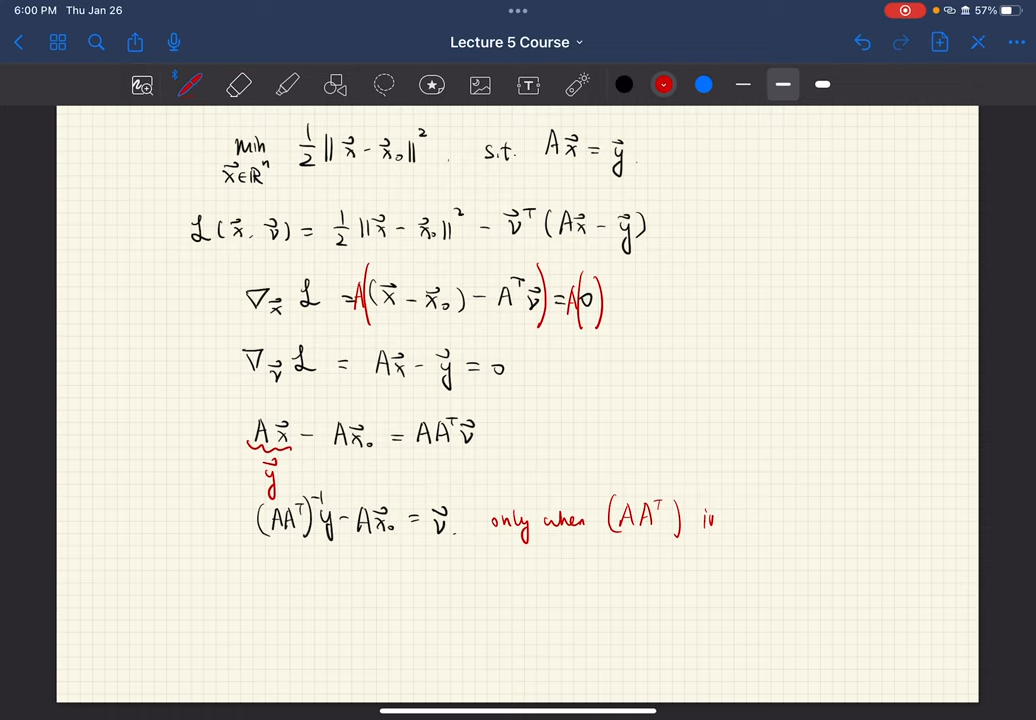 6:00 PM Thu Jan 26
57%
Lecture 5 Course
T
min x⃗∈ℝⁿ ½ ‖x⃗ − x⃗₀‖² . s.t. Ax⃗ = y⃗ .
ℒ(x⃗, ν⃗) = ½ ‖x⃗ − x⃗₀‖² − ν⃗ᵀ (Ax⃗ − y⃗)
∇x⃗ ℒ = A((x⃗ − x⃗₀) − Aᵀν⃗) = A(0)
∇ν⃗ ℒ = Ax⃗ − y⃗ = 0
Ax⃗ − Ax⃗₀ = AAᵀν⃗
y⃗
(AAᵀ)⁻¹y − Ax⃗₀ = ν⃗. only when (AAᵀ)